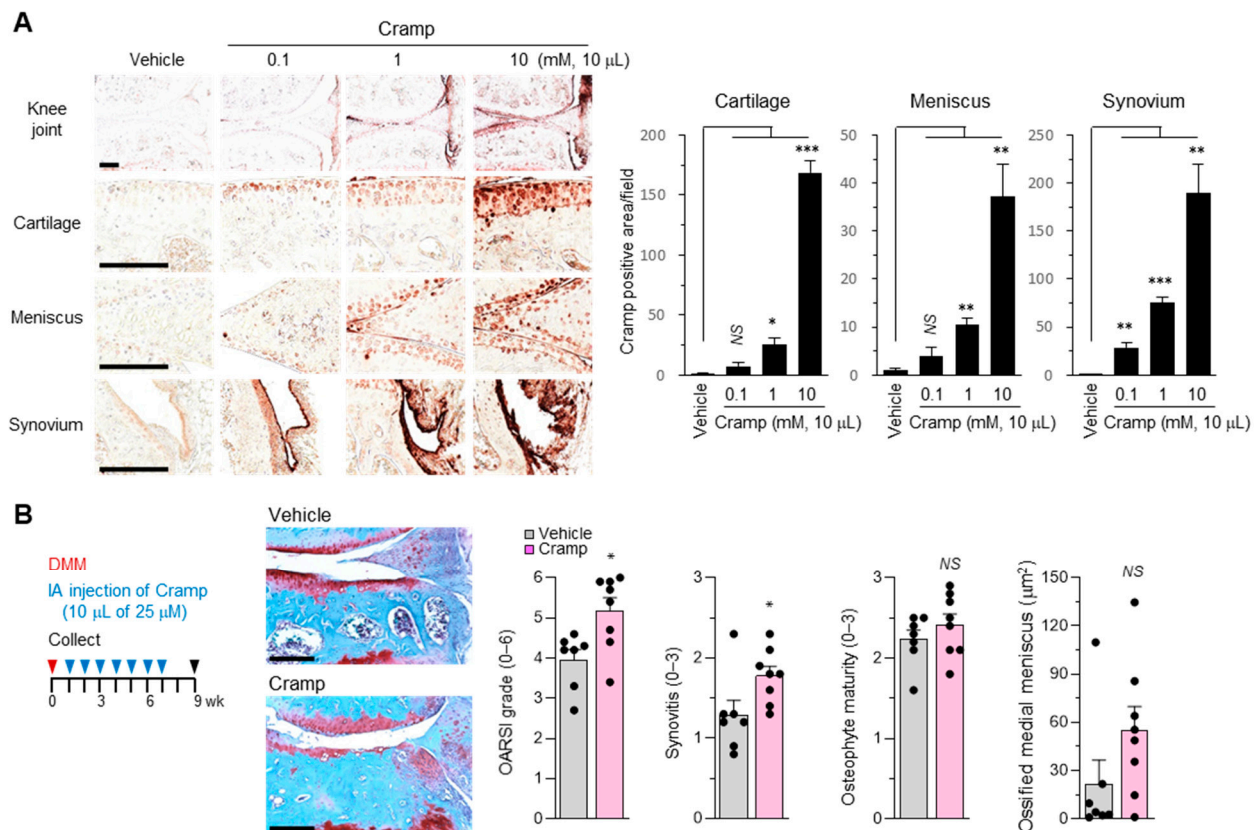 A
Cramp
Vehicle 0.1 1 10 (mM, 10 µL)
Knee
joint
Cartilage
Meniscus
Synovium
Cartilage
Cramp positive area/field
200
150
100
50
0
NS
*
***
Vehicle
0.1 1 10
Cramp (mM, 10 µL)
Meniscus
50
40
30
20
10
0
NS
**
**
Vehicle
0.1 1 10
Cramp (mM, 10 µL)
Synovium
250
200
150
100
50
0
**
***
**
Vehicle
0.1 1 10
Cramp (mM, 10 µL)
B
DMM
IA injection of Cramp
(10 µL of 25 µM)
Collect
0 3 6 9 wk
Vehicle
Cramp
Vehicle
Cramp
OARSI grade (0–6)
6
5
4
3
2
1
0
*
Synovitis (0–3)
3
2
1
0
*
Osteophyte maturity (0–3)
3
2
1
0
NS
Ossified medial meniscus (µm²)
150
120
90
60
30
0
NS